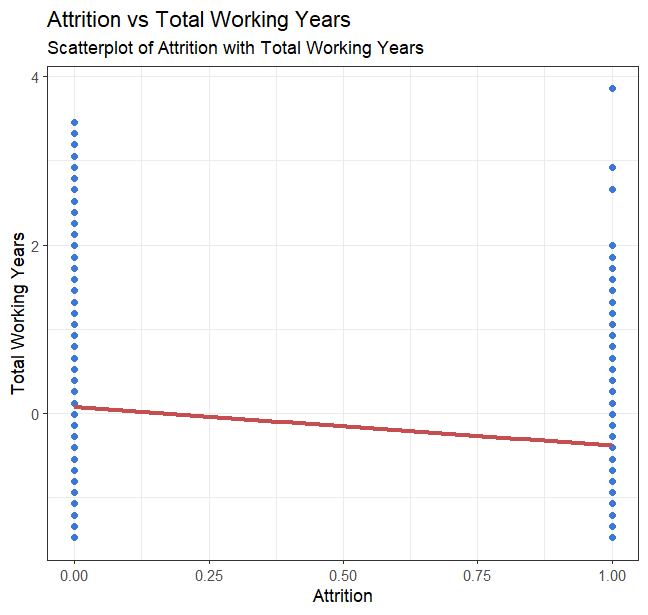 Attrition vs Total Working Years
Scatterplot of Attrition with Total Working Years
Total Working Years
4
2
0
0.00 0.25 0.50 0.75 1.00
Attrition